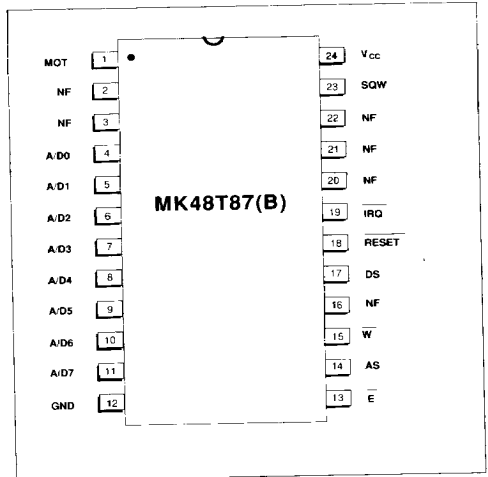 MOT 1 24 Vcc
NF 2 23 SQW
NF 3 22 NF
A/D0 4 21 NF
A/D1 5 20 NF
MK48T87(B)
A/D2 6 19 IRQ
A/D3 7 18 RESET
A/D4 8 17 DS
A/D5 9 16 NF
A/D6 10 15 W
A/D7 11 14 AS
GND 12 13 E